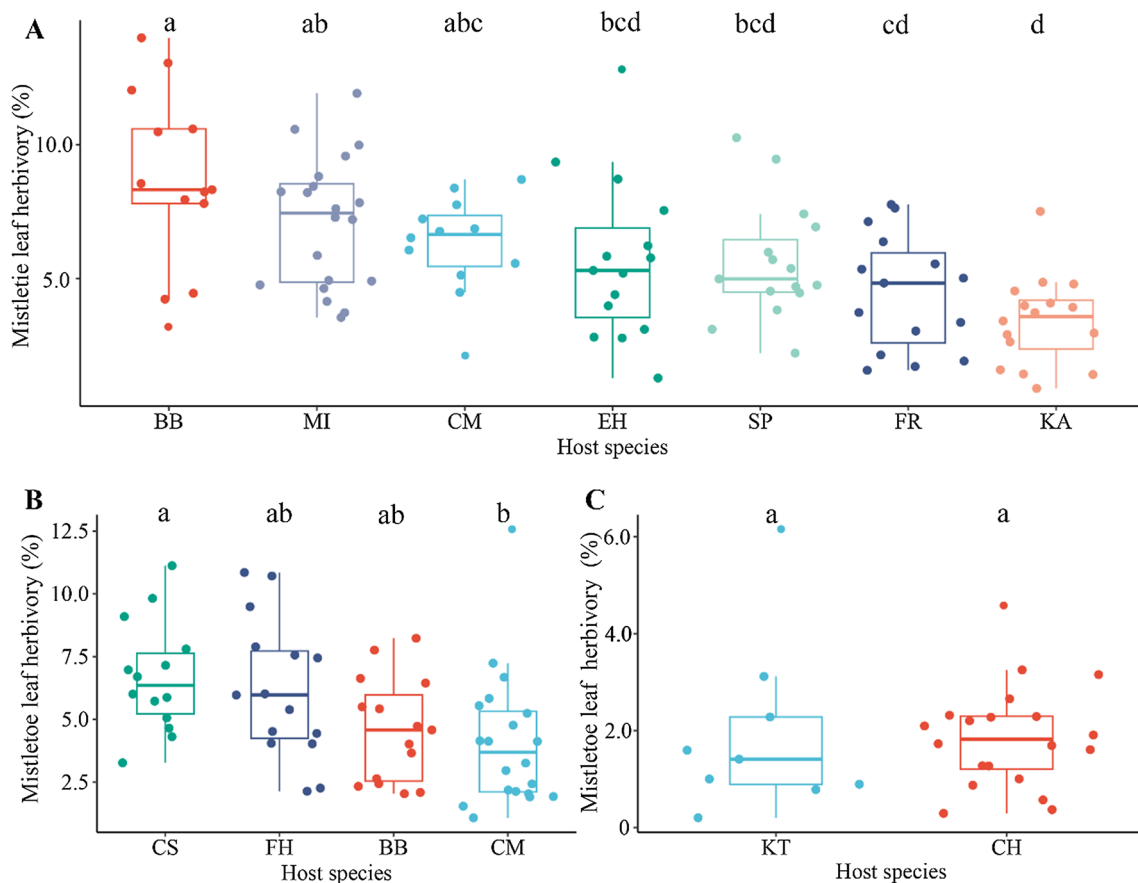 A a ab abc bcd bcd cd d
Mistletie leaf herbivory (%)
10.0
5.0
BB MI CM EH SP FR KA
Host species
B a ab ab b
Mistletoe leaf herbivory (%)
12.5
10.0
7.5
5.0
2.5
CS FH BB CM
Host species
C a a
Mistletoe leaf herbivory (%)
6.0
4.0
2.0
0
KT CH
Host species